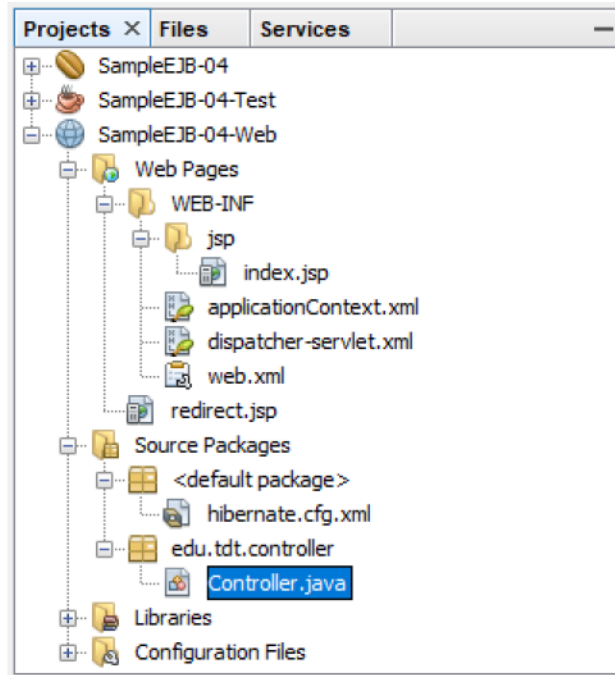 Projects Files Services
SampleEJB-04
SampleEJB-04-Test
SampleEJB-04-Web
Web Pages
WEB-INF
jsp
index.jsp
applicationContext.xml
dispatcher-servlet.xml
web.xml
redirect.jsp
Source Packages
<default package>
hibernate.cfg.xml
edu.tdt.controller
Controller.java
Libraries
Configuration Files